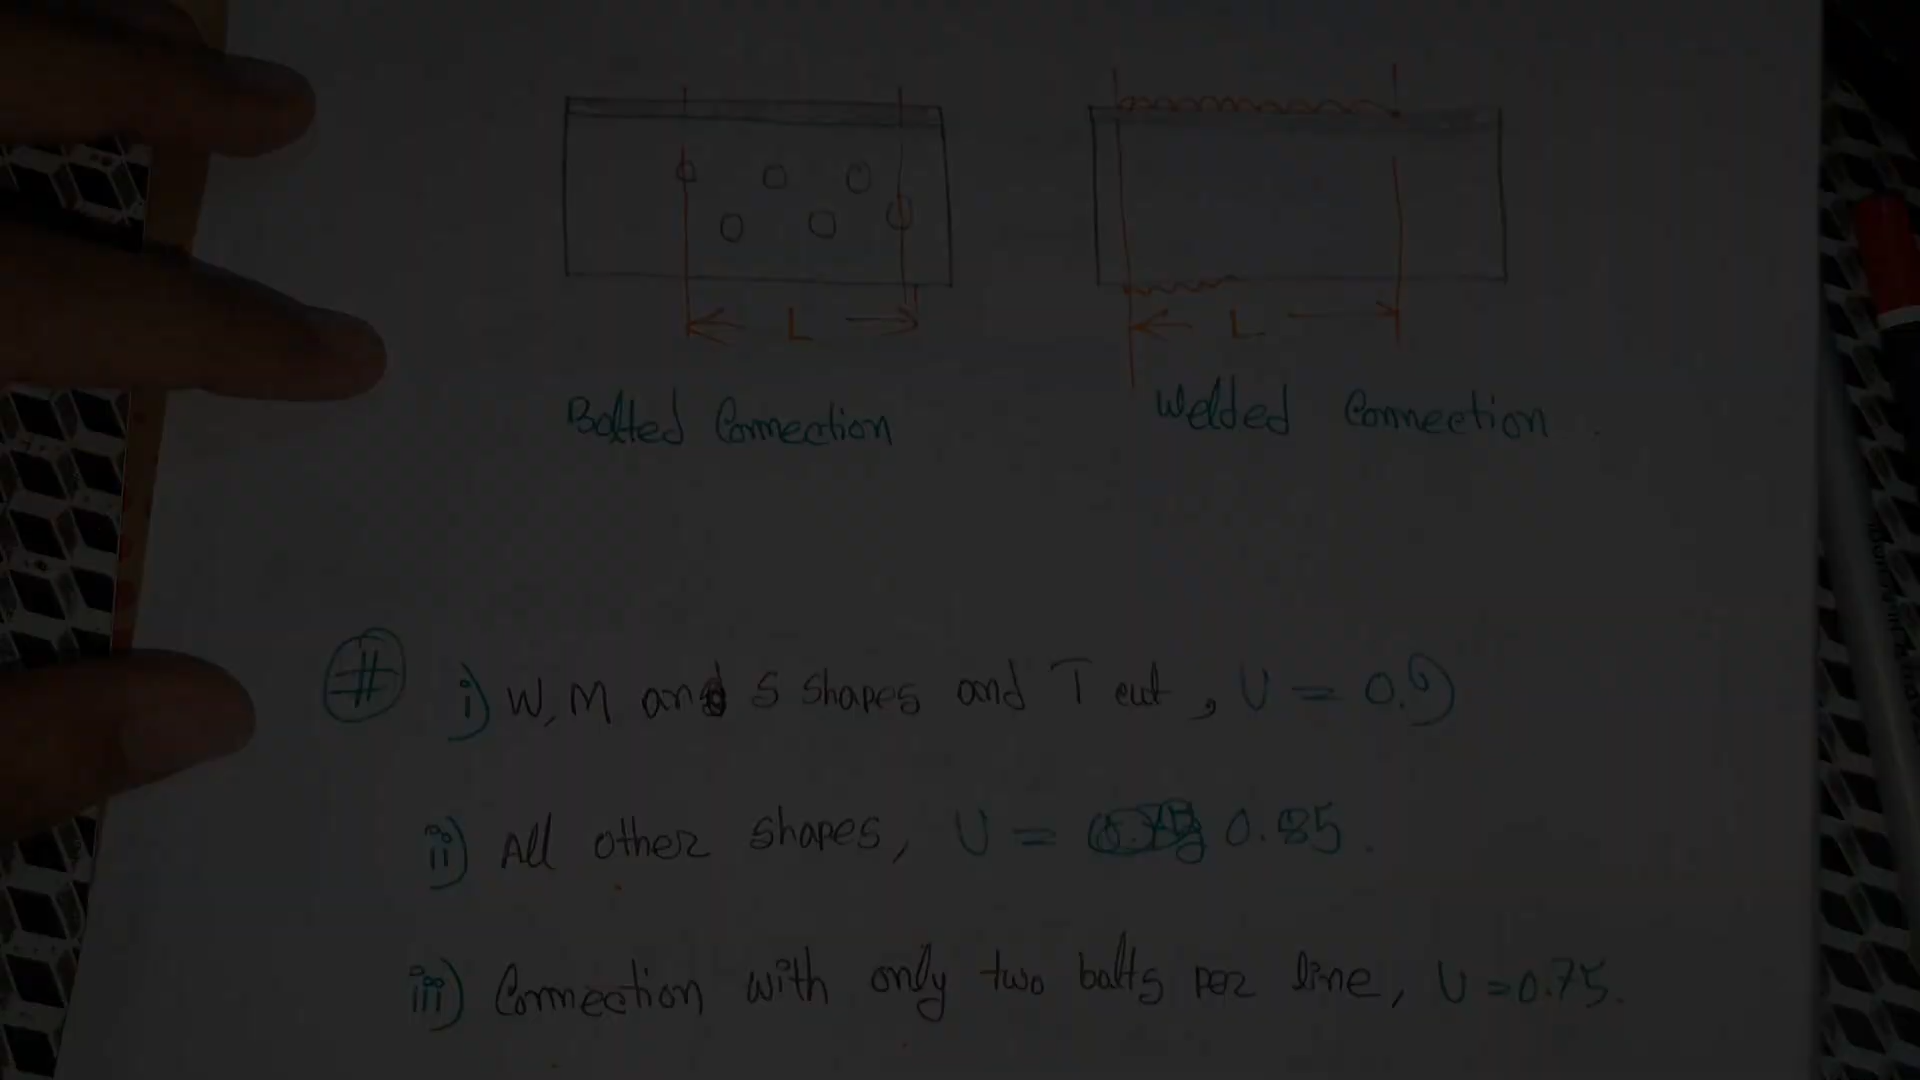 L
L
Bolted Connection
Welded Connection.
# i) W, M and S shapes and T cut, U = 0.9
ii) All other shapes, U = 0.85.
iii) Connection with only two bolts per line, U = 0.75.